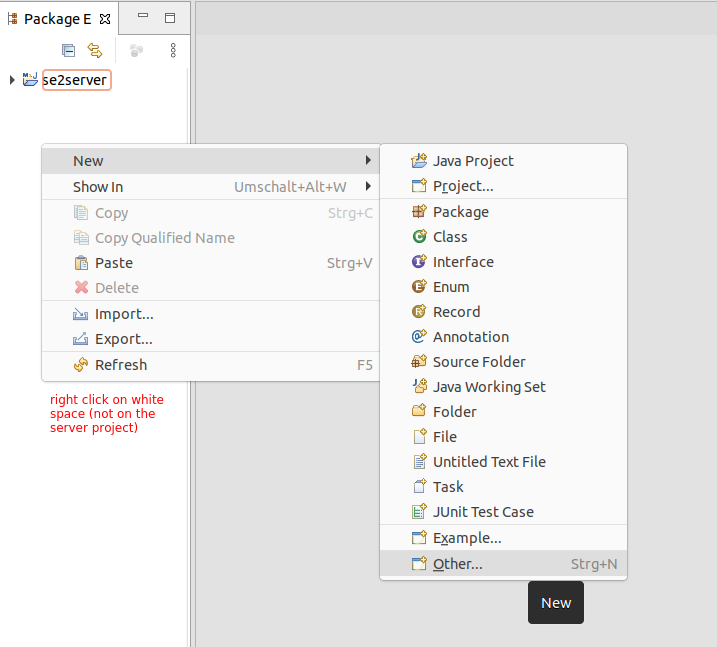 Package E
se2server
New
Show In Umschalt+Alt+W
Copy Strg+C
Copy Qualified Name
Paste Strg+V
Delete
Import...
Export...
Refresh F5
right click on white
space (not on the
server project)
Java Project
Project...
Package
Class
Interface
Enum
Record
Annotation
Source Folder
Java Working Set
Folder
File
Untitled Text File
Task
JUnit Test Case
Example...
Other... Strg+N
New